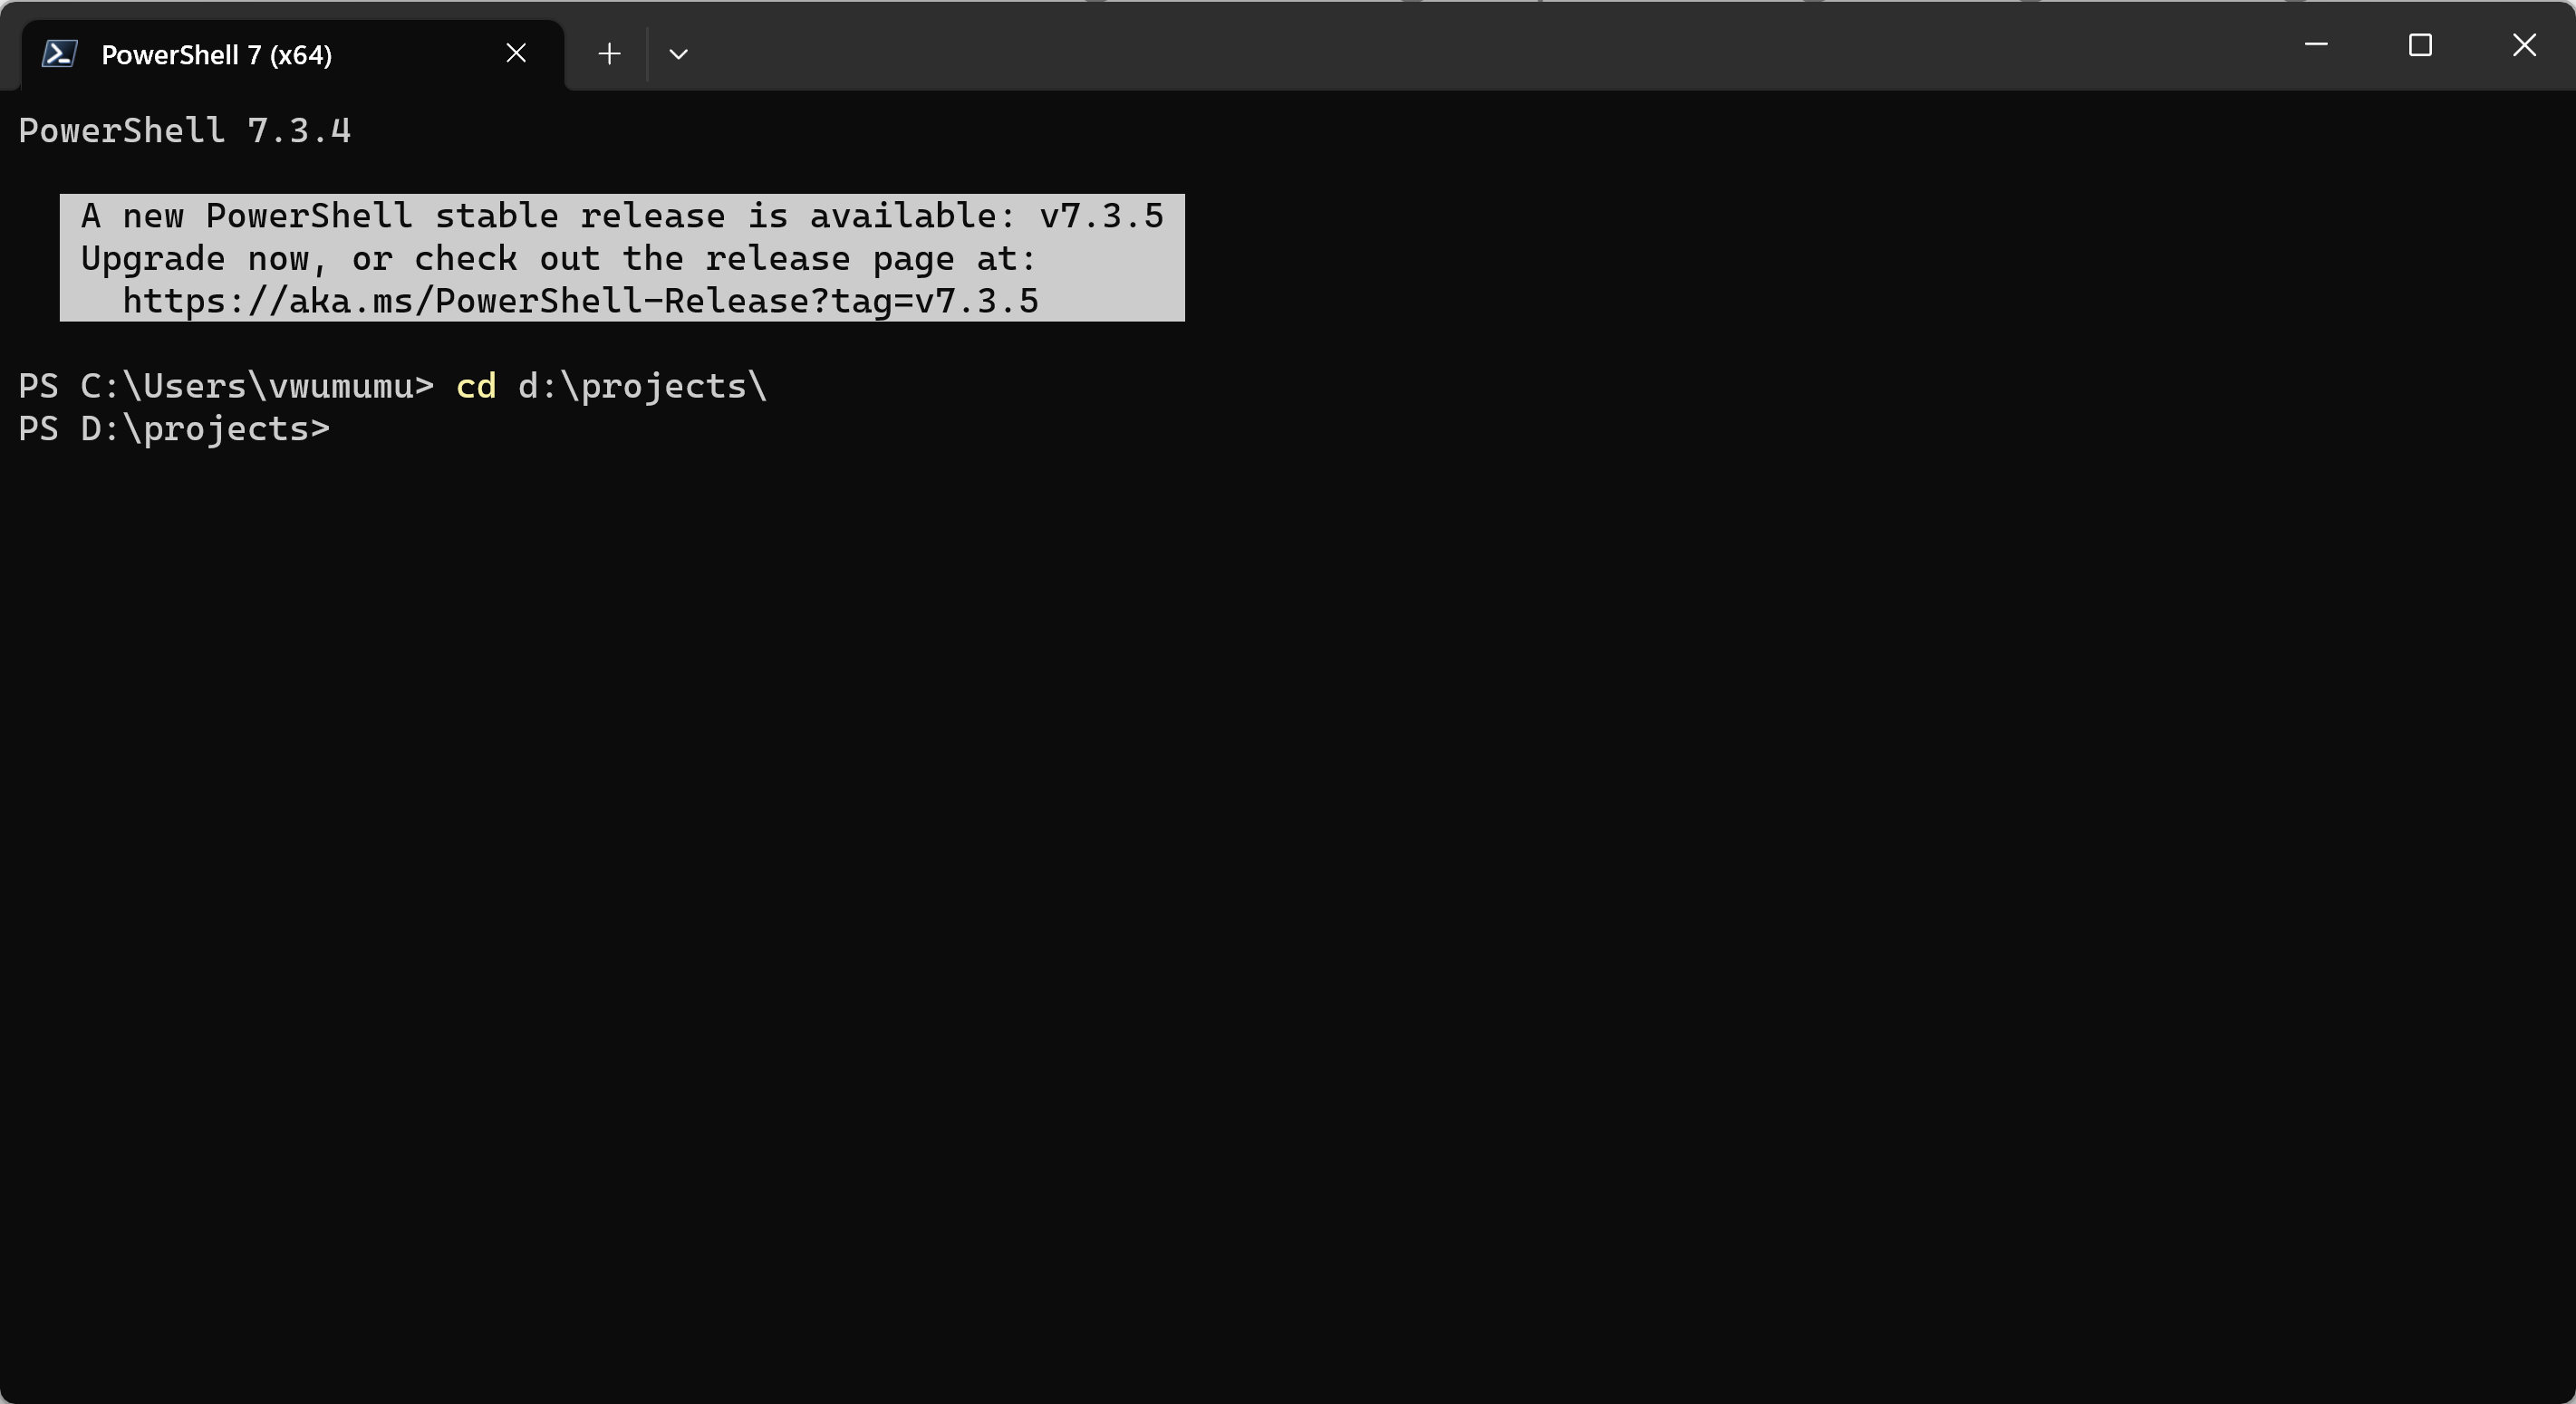 PowerShell 7 (x64)
PowerShell 7.3.4
A new PowerShell stable release is available: v7.3.5
Upgrade now, or check out the release page at:
https://aka.ms/PowerShell-Release?tag=v7.3.5
PS C:\Users\vwumumu> cd d:\projects\
PS D:\projects>